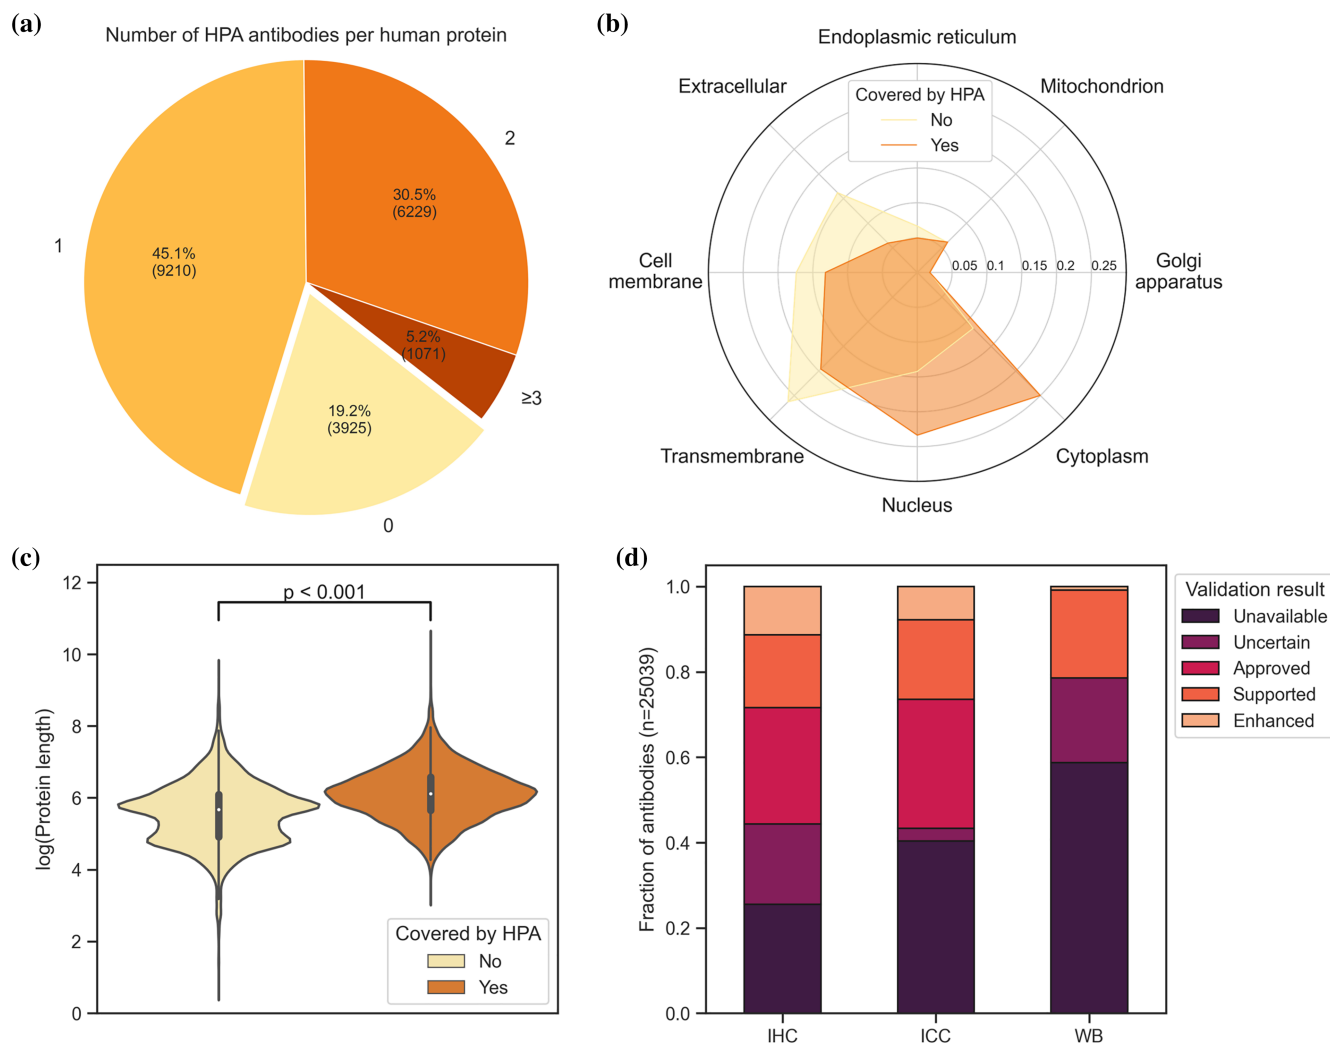 (a)
Number of HPA antibodies per human protein
2
30.5%
(6229)
1
45.1%
(9210)
5.2%
(1071)
≥3
19.2%
(3925)
0
(b)
Endoplasmic reticulum
Extracellular
Mitochondrion
Covered by HPA
No
Yes
Cell
membrane
0.05 0.1 0.15 0.2 0.25
Golgi
apparatus
Transmembrane
Cytoplasm
Nucleus
(c)
12
10
8
6
4
2
0
log(Protein length)
p < 0.001
Covered by HPA
No
Yes
(d)
1.0
0.8
0.6
0.4
0.2
0.0
Fraction of antibodies (n=25039)
IHC
ICC
WB
Validation result
Unavailable
Uncertain
Approved
Supported
Enhanced